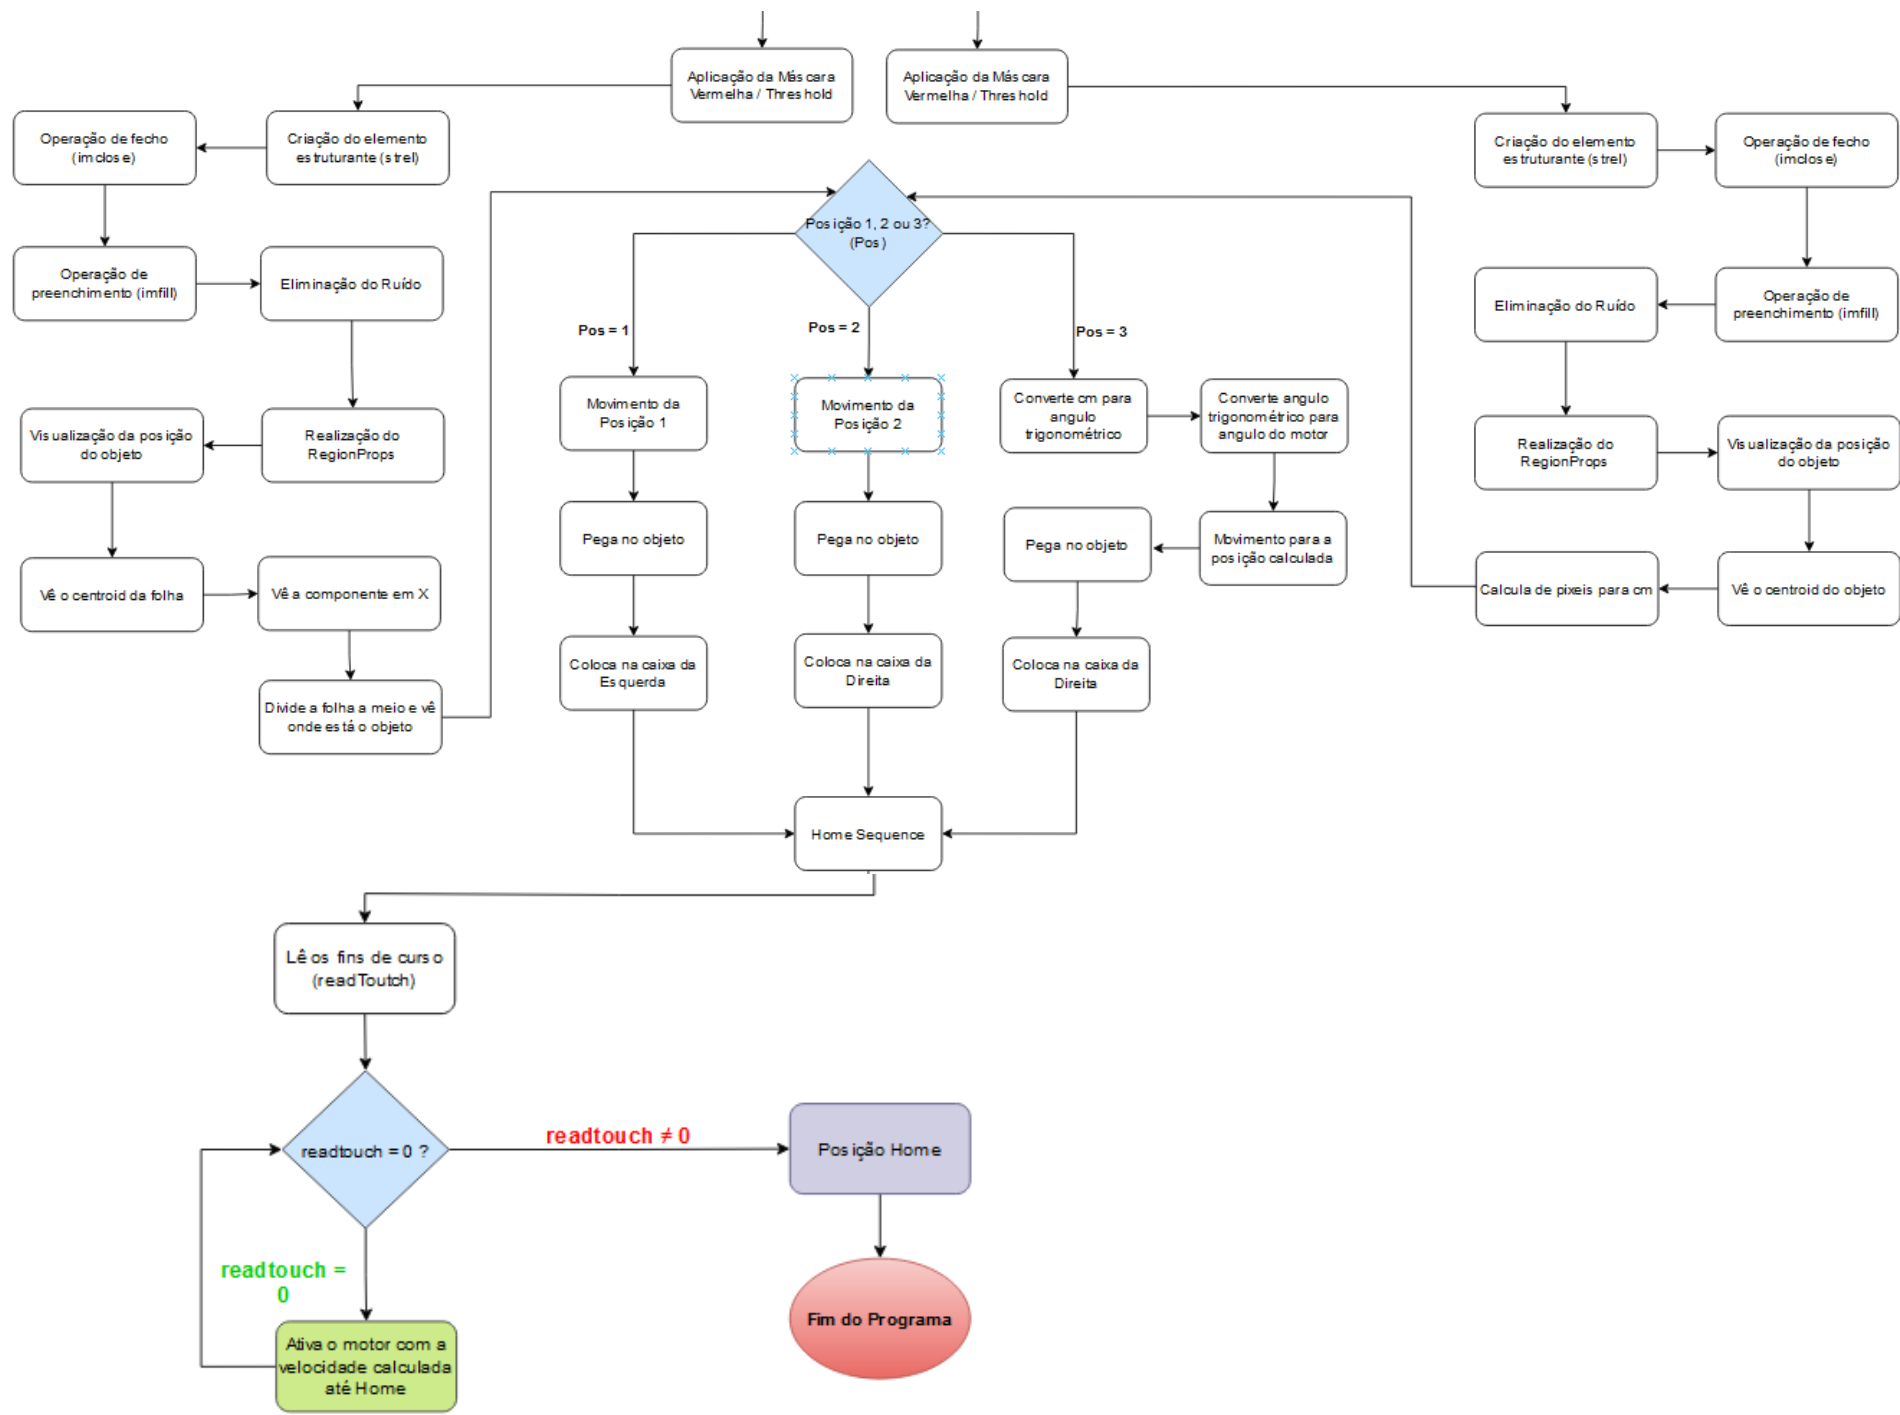 Aplicação da Máscara
Vermelha / Threshold
Aplicação da Máscara
Vermelha / Threshold
Operação de fecho
(imclose)
Criação do elemento
estruturante (strel)
Criação do elemento
estruturante (strel)
Operação de fecho
(imclose)
Posição 1, 2 ou 3?
(Pos)
Operação de
preenchimento (imfill)
Eliminação do Ruído
Eliminação do Ruído
Operação de
preenchimento (imfill)
Pos = 1
Pos = 2
Pos = 3
Visualização da posição
do objeto
Realização do
RegionProps
Movimento da
Posição 1
Movimento da
Posição 2
Converte cm para
angulo
trigonométrico
Converte angulo
trigonométrico para
angulo do motor
Realização do
RegionProps
Visualização da posição
do objeto
Pega no objeto
Pega no objeto
Pega no objeto
Movimento para a
posição calculada
Vê o centroid da folha
Vê a componente em X
Calcula de pixeis para cm
Vê o centroid do objeto
Coloca na caixa da
Esquerda
Coloca na caixa da
Direita
Coloca na caixa da
Direita
Divide a folha a meio e vê
onde está o objeto
Home Sequence
Lê os fins de curso
(readToutch)
readtouch = 0 ?
readtouch ≠ 0
Posição Home
readtouch =
0
Fim do Programa
Ativa o motor com a
velocidade calculada
até Home